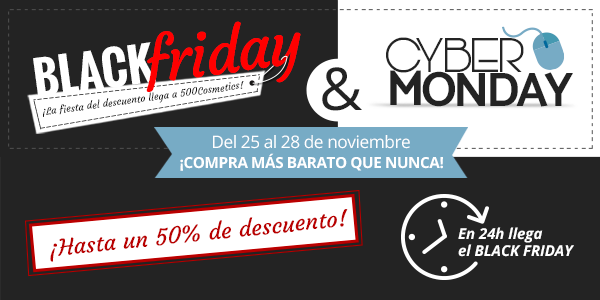 BLACK friday
¡La fiesta del descuento llega a 500Cosmetics!
&
CYBER
MONDAY
Del 25 al 28 de noviembre
¡COMPRA MÁS BARATO QUE NUNCA!
¡Hasta un 50% de descuento!
En 24h llega
el BLACK FRIDAY